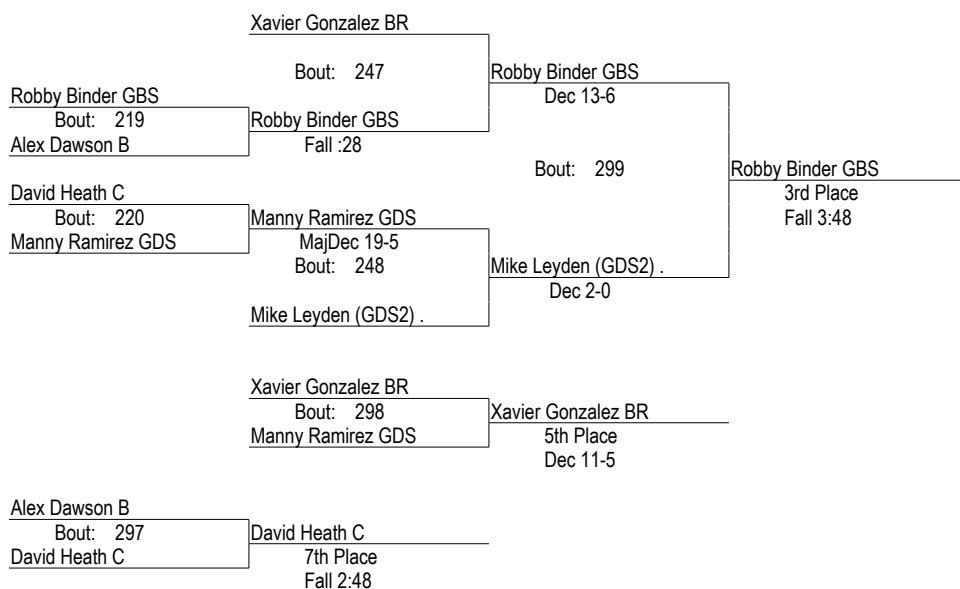 Xavier Gonzalez BR
Bout: 247
Robby Binder GBS
Dec 13-6
Robby Binder GBS
Bout: 219
Alex Dawson B
Robby Binder GBS
Fall :28
Bout: 299
Robby Binder GBS
3rd Place
Fall 3:48
David Heath C
Bout: 220
Manny Ramirez GDS
Manny Ramirez GDS
MajDec 19-5
Bout: 248
Mike Leyden (GDS2) .
Dec 2-0
Mike Leyden (GDS2) .
Xavier Gonzalez BR
Bout: 298
Manny Ramirez GDS
Xavier Gonzalez BR
5th Place
Dec 11-5
Alex Dawson B
Bout: 297
David Heath C
David Heath C
7th Place
Fall 2:48